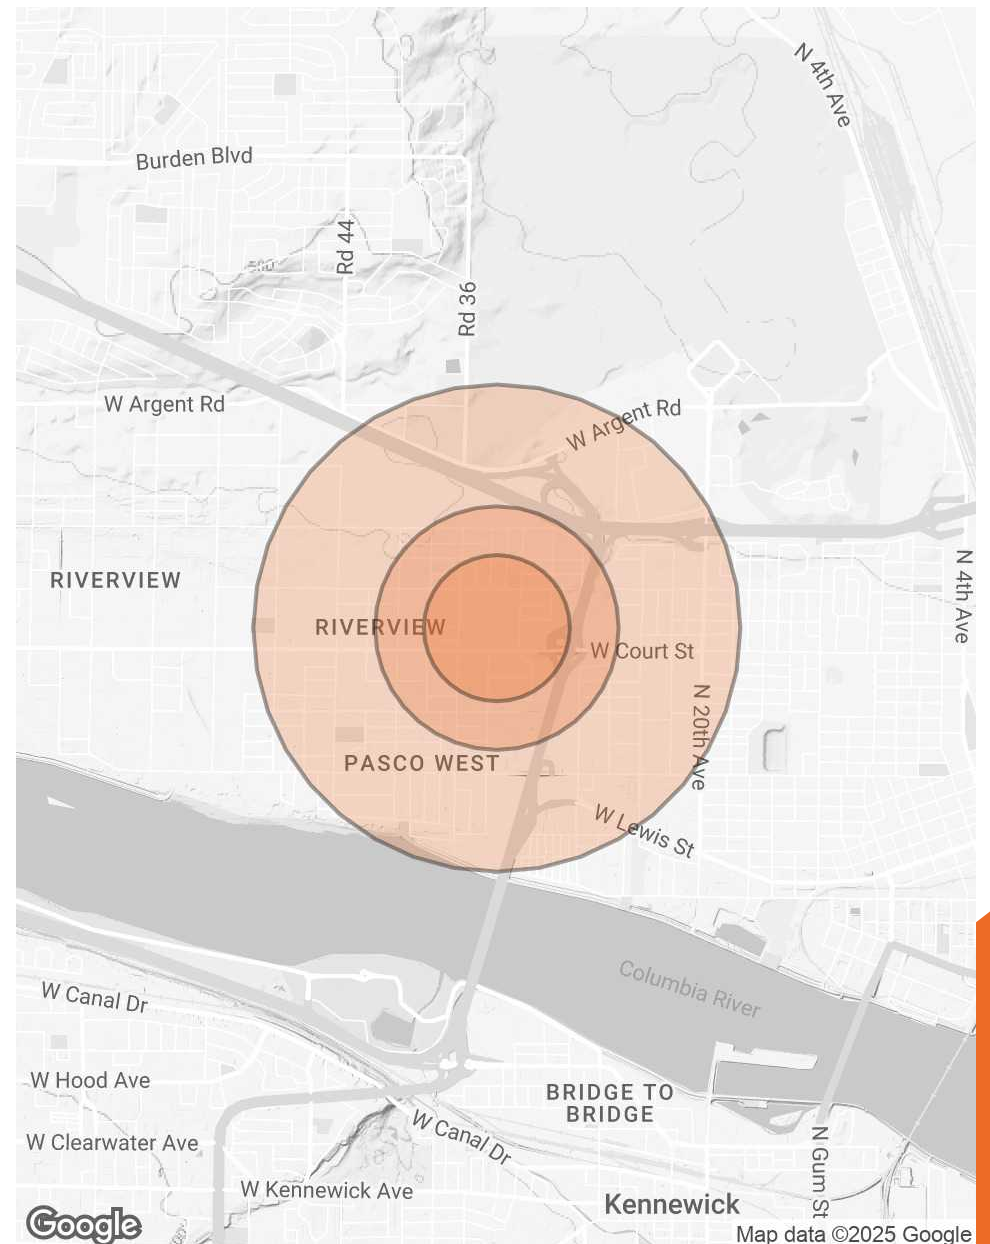 N 4th Ave
Burden Blvd
Rd 44
Rd 36
W Argent Rd
W Argent Rd
RIVERVIEW
N 4th Ave
RIVERVIEW
W Court St
N 20th Ave
PASCO WEST
W Lewis St
Columbia River
W Canal Dr
W Hood Ave
BRIDGE TO
BRIDGE
W Clearwater Ave
W Canal Dr
N Gum St
W Kennewick Ave
Kennewick
Google
Map data ©2025 Google